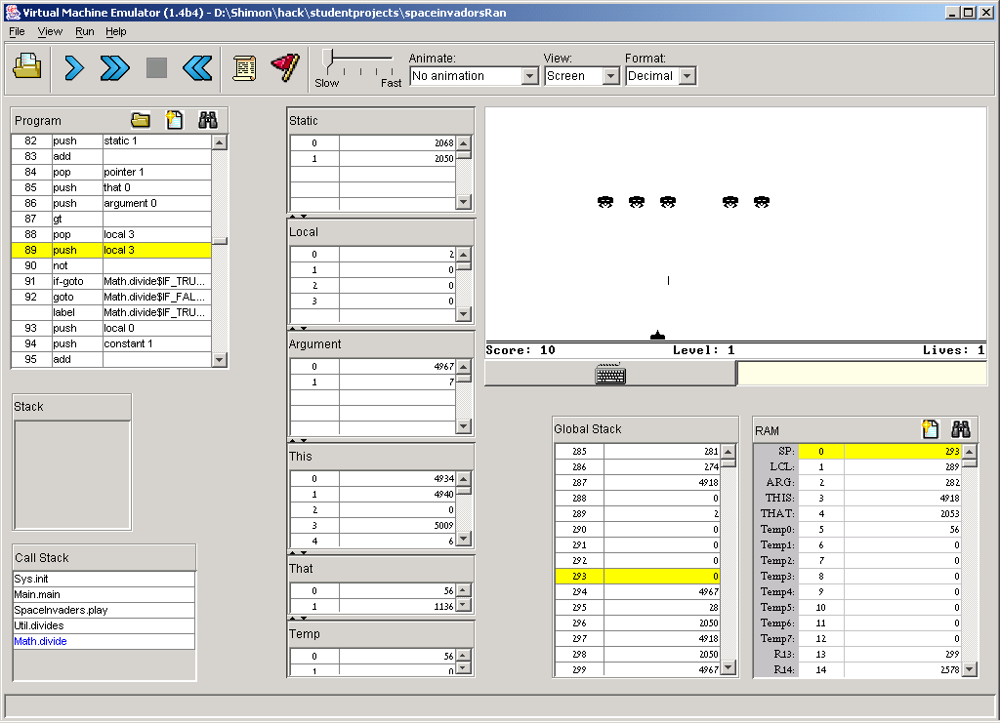 Virtual Machine Emulator (1.4b4) - D:\Shimon\hack\studentprojects\spaceinvadorsRan
File View Run Help
Animate: View: Format:
Slow Fast No animation Screen Decimal
Program
82 push static 1
83 add
84 pop pointer 1
85 push that 0
86 push argument 0
87 gt
88 pop local 3
89 push local 3
90 not
91 if-goto Math.divide$IF_TRU...
92 goto Math.divide$IF_FAL...
label Math.divide$IF_TRU...
93 push local 0
94 push constant 1
95 add
Stack
Call Stack
Sys.init
Main.main
SpaceInvaders.play
Util.divides
Math.divide
Static
0 2068
1 2050
Local
0 2
1 0
2 0
3 0
Argument
0 4967
1 7
This
0 4934
1 4940
2 0
3 5009
4 6
That
0 56
1 1136
Temp
0 56
1 0
Score: 10 Level: 1 Lives: 1
Global Stack
285 281
286 274
287 4918
288 0
289 2
290 0
291 0
292 0
293 0
294 4967
295 28
296 2050
297 4918
298 2050
299 4967
RAM
SP: 0 293
LCL: 1 289
ARG: 2 282
THIS: 3 4918
THAT: 4 2053
Temp0: 5 56
Temp1: 6 0
Temp2: 7 0
Temp3: 8 0
Temp4: 9 0
Temp5: 10 0
Temp6: 11 0
Temp7: 12 0
R13: 13 299
R14: 14 2578